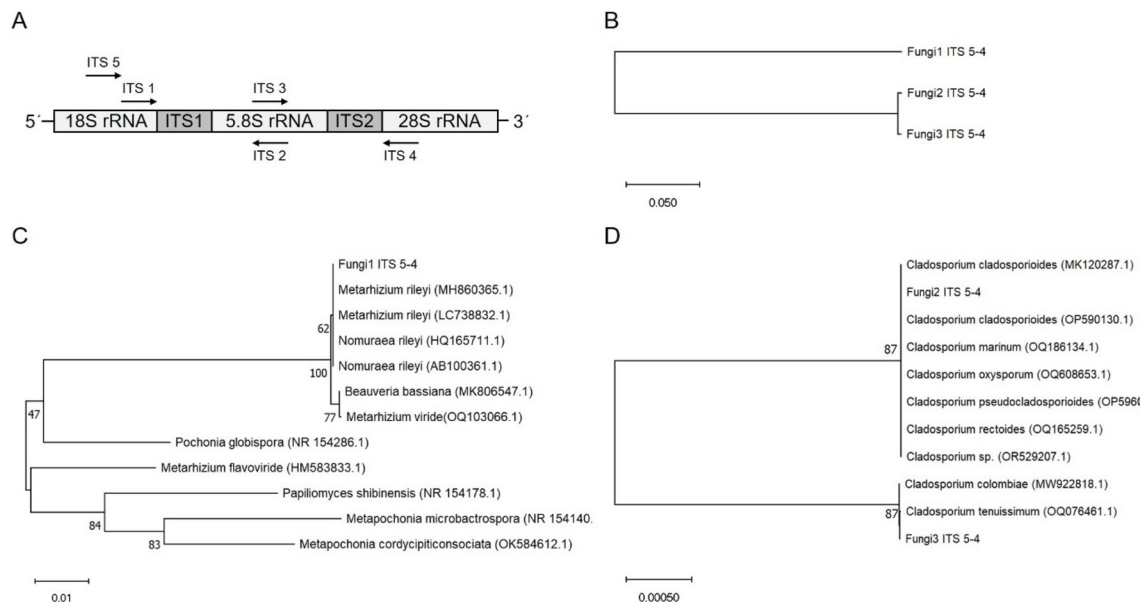 A
ITS 5
ITS 1
ITS 3
5´
18S rRNA
ITS1
5.8S rRNA
ITS2
28S rRNA
3´
ITS 2
ITS 4
B
Fungi1 ITS 5-4
Fungi2 ITS 5-4
Fungi3 ITS 5-4
0.050
C
Fungi1 ITS 5-4
Metarhizium rileyi (MH860365.1)
Metarhizium rileyi (LC738832.1)
62
Nomuraea rileyi (HQ165711.1)
Nomuraea rileyi (AB100361.1)
100
Beauveria bassiana (MK806547.1)
77
Metarhizium viride(OQ103066.1)
47
Pochonia globispora (NR 154286.1)
Metarhizium flavoviride (HM583833.1)
Papiliomyces shibinensis (NR 154178.1)
84
Metapochonia microbactrospora (NR 154140.
83
Metapochonia cordycipiticonsociata (OK584612.1)
0.01
D
Cladosporium cladosporioides (MK120287.1)
Fungi2 ITS 5-4
Cladosporium cladosporioides (OP590130.1)
87
Cladosporium marinum (OQ186134.1)
Cladosporium oxysporum (OQ608653.1)
Cladosporium pseudocladosporioides (OP5960
Cladosporium rectoides (OQ165259.1)
Cladosporium sp. (OR529207.1)
Cladosporium colombiae (MW922818.1)
87
Cladosporium tenuissimum (OQ076461.1)
Fungi3 ITS 5-4
0.00050